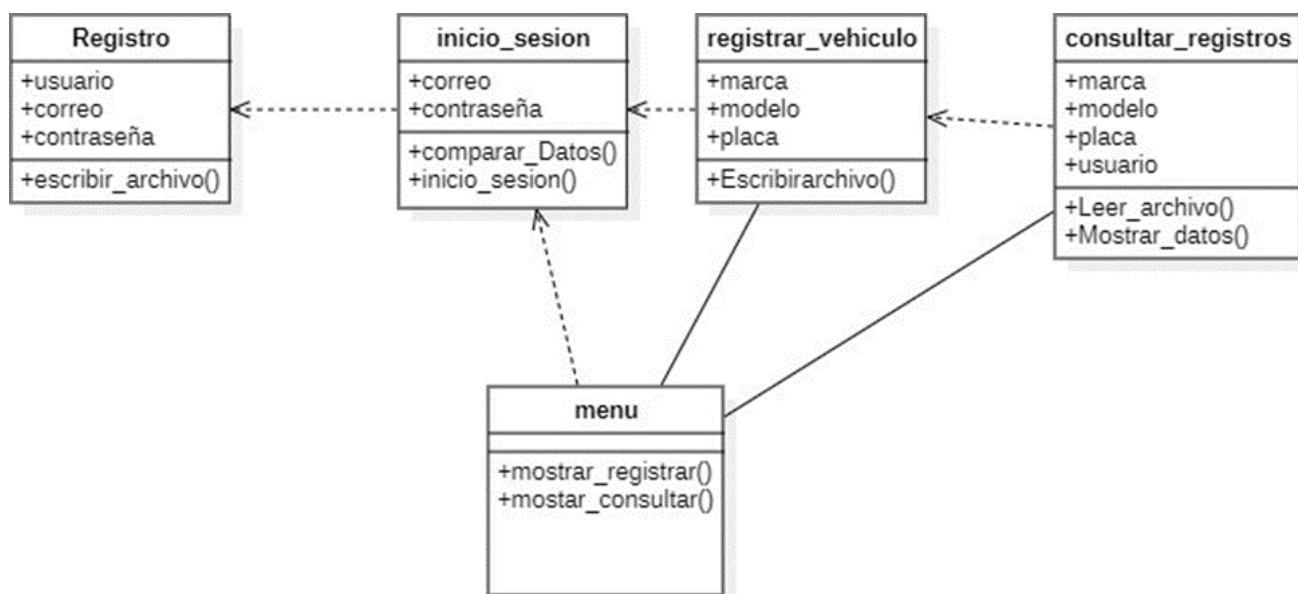 Registro
+usuario
+correo
+contraseña
+escribir_archivo()
inicio_sesion
+correo
+contraseña
+comparar_Datos()
+inicio_sesion()
registrar_vehiculo
+marca
+modelo
+placa
+Escribirarchivo()
consultar_registros
+marca
+modelo
+placa
+usuario
+Leer_archivo()
+Mostrar_datos()
menu
+mostrar_registrar()
+mostar_consultar()